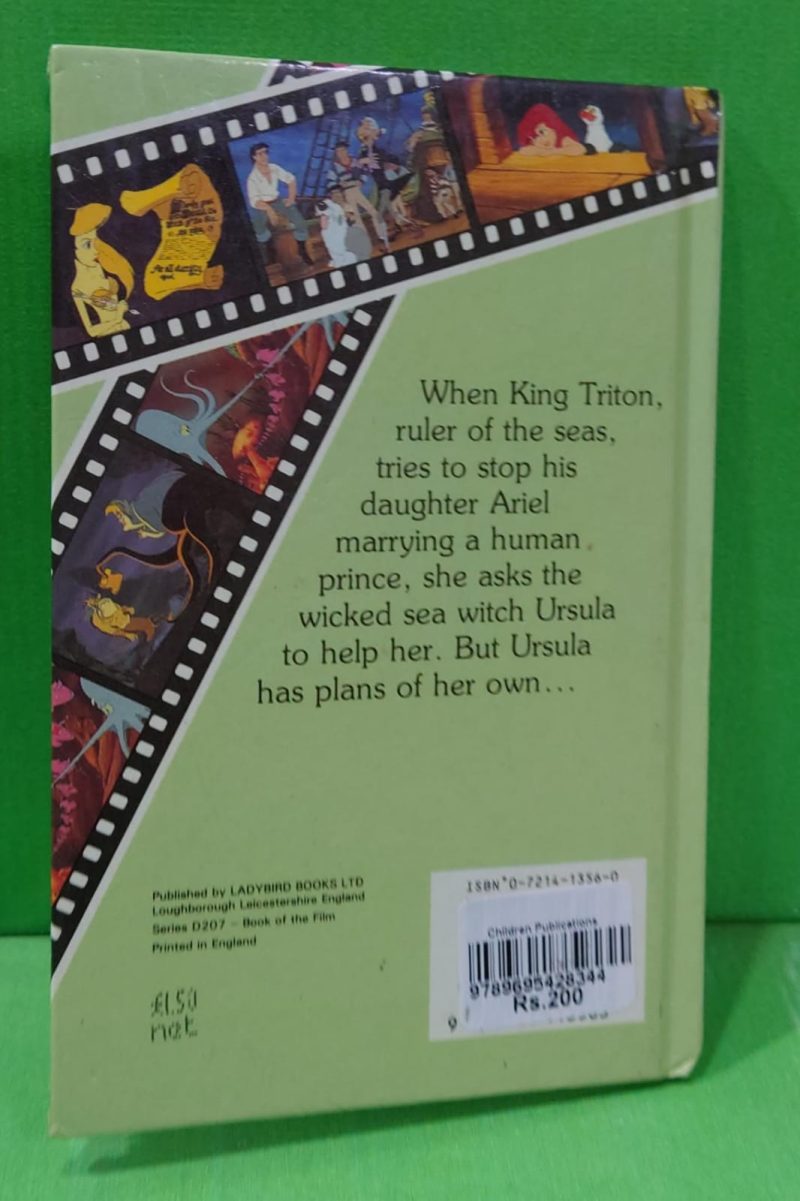 When King Triton,
ruler of the seas,
tries to stop his
daughter Ariel
marrying a human
prince, she asks the
wicked sea witch Ursula
to help her. But Ursula
has plans of her own...
Published by LADYBIRD BOOKS LTD
Loughborough Leicestershire England
Series D207 – Book of the Film
Printed in England
£1.50
net
ISBN 0-7214-1356-0
Children Publications
9789695428344
Rs.200
9